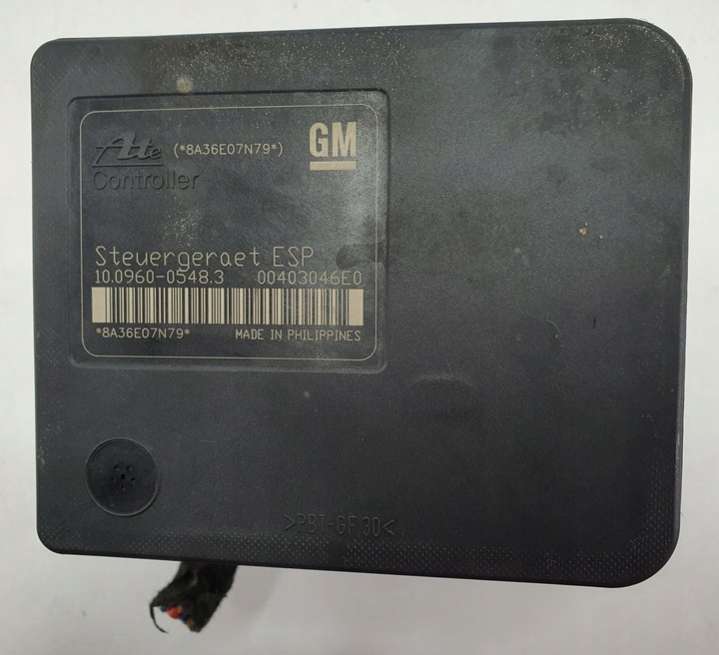 Ate (*8A36E07N79*) GM
Controller
Steuergeraet ESP
10.0960-0548.3 00403046E0
*8A36E07N79* MADE IN PHILIPPINES
>PBT-GF30<